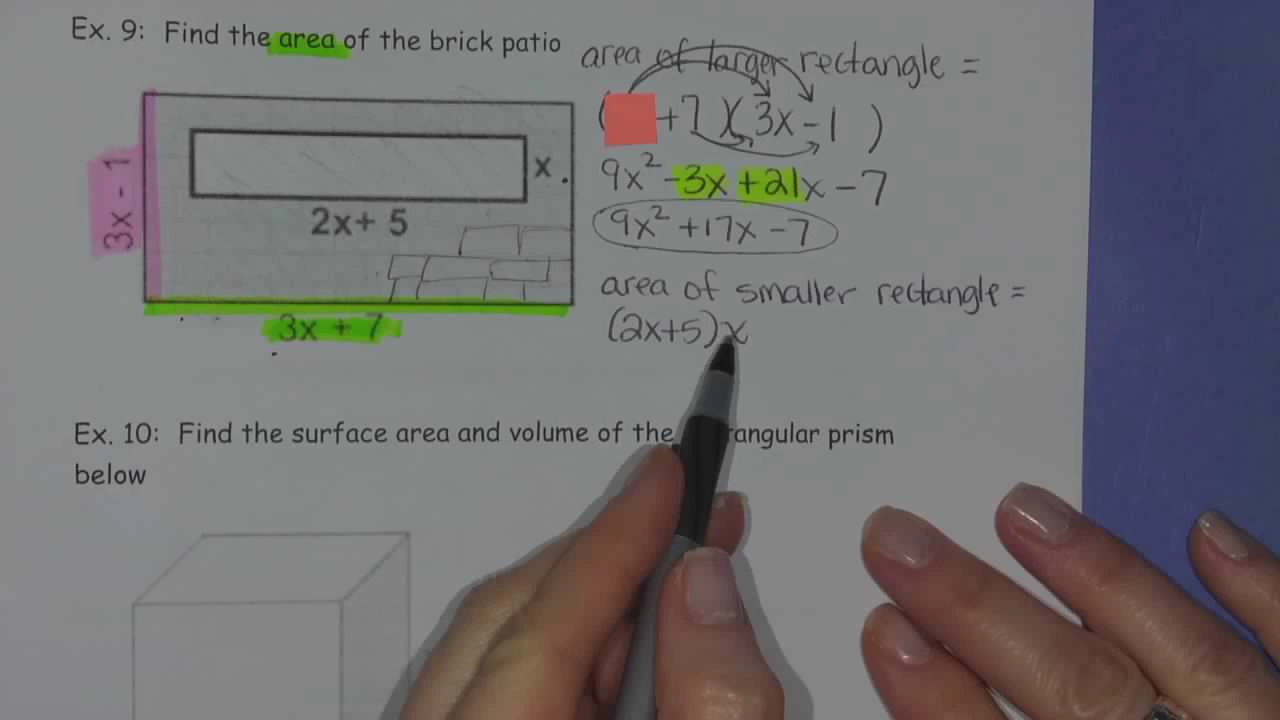 Ex. 9: Find the area of the brick patio
area of larger rectangle =
( +7)(3x-1)
9x² -3x +21x -7
9x² +17x -7
3x - 1
x.
2x+ 5
3x + 7
area of smaller rectangle =
(2x+5)x
Ex. 10: Find the surface area and volume of the prism
below